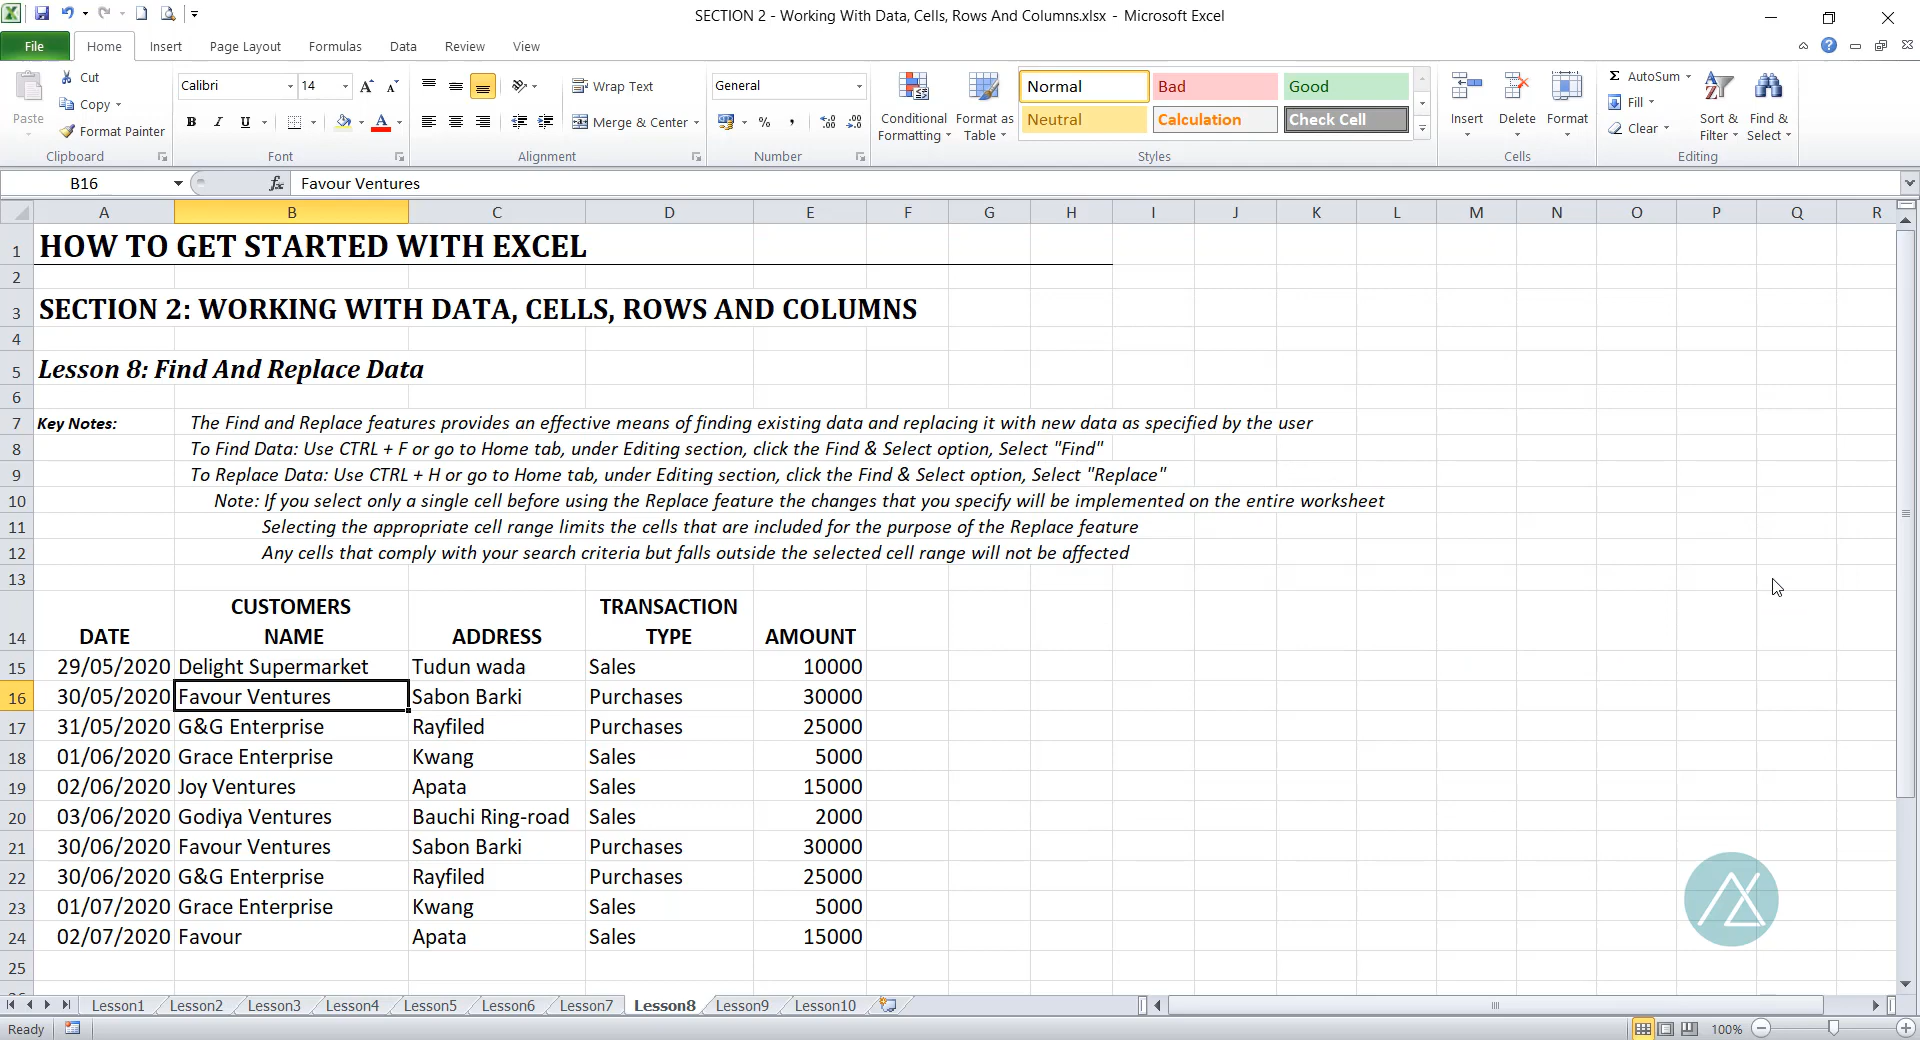 SECTION 2 - Working With Data, Cells, Rows And Columns.xlsx - Microsoft Excel
File Home Insert Page Layout Formulas Data Review View
Paste
Cut
Copy
Format Painter
Clipboard
Calibri 14
B I U A
Font
Wrap Text
Merge & Center
Alignment
General
% ,
Number
Conditional Formatting
Format as Table
Normal Bad Good
Neutral Calculation Check Cell
Styles
Insert Delete Format
Cells
Σ AutoSum
Fill
Clear
Sort & Filter
Find & Select
Editing
B16 fx Favour Ventures
A B C D E F G H I J K L M N O P Q R
1 HOW TO GET STARTED WITH EXCEL
2
3 SECTION 2: WORKING WITH DATA, CELLS, ROWS AND COLUMNS
4
5 Lesson 8: Find And Replace Data
6
7 Key Notes: The Find and Replace features provides an effective means of finding existing data and replacing it with new data as specified by the user
8 To Find Data: Use CTRL + F or go to Home tab, under Editing section, click the Find & Select option, Select "Find"
9 To Replace Data: Use CTRL + H or go to Home tab, under Editing section, click the Find & Select option, Select "Replace"
10 Note: If you select only a single cell before using the Replace feature the changes that you specify will be implemented on the entire worksheet
11 Selecting the appropriate cell range limits the cells that are included for the purpose of the Replace feature
12 Any cells that comply with your search criteria but falls outside the selected cell range will not be affected
13
14 DATE CUSTOMERS NAME ADDRESS TRANSACTION TYPE AMOUNT
15 29/05/2020 Delight Supermarket Tudun wada Sales 10000
16 30/05/2020 Favour Ventures Sabon Barki Purchases 30000
17 31/05/2020 G&G Enterprise Rayfiled Purchases 25000
18 01/06/2020 Grace Enterprise Kwang Sales 5000
19 02/06/2020 Joy Ventures Apata Sales 15000
20 03/06/2020 Godiya Ventures Bauchi Ring-road Sales 2000
21 30/06/2020 Favour Ventures Sabon Barki Purchases 30000
22 30/06/2020 G&G Enterprise Rayfiled Purchases 25000
23 01/07/2020 Grace Enterprise Kwang Sales 5000
24 02/07/2020 Favour Apata Sales 15000
25
Lesson1 Lesson2 Lesson3 Lesson4 Lesson5 Lesson6 Lesson7 Lesson8 Lesson9 Lesson10
Ready 100%